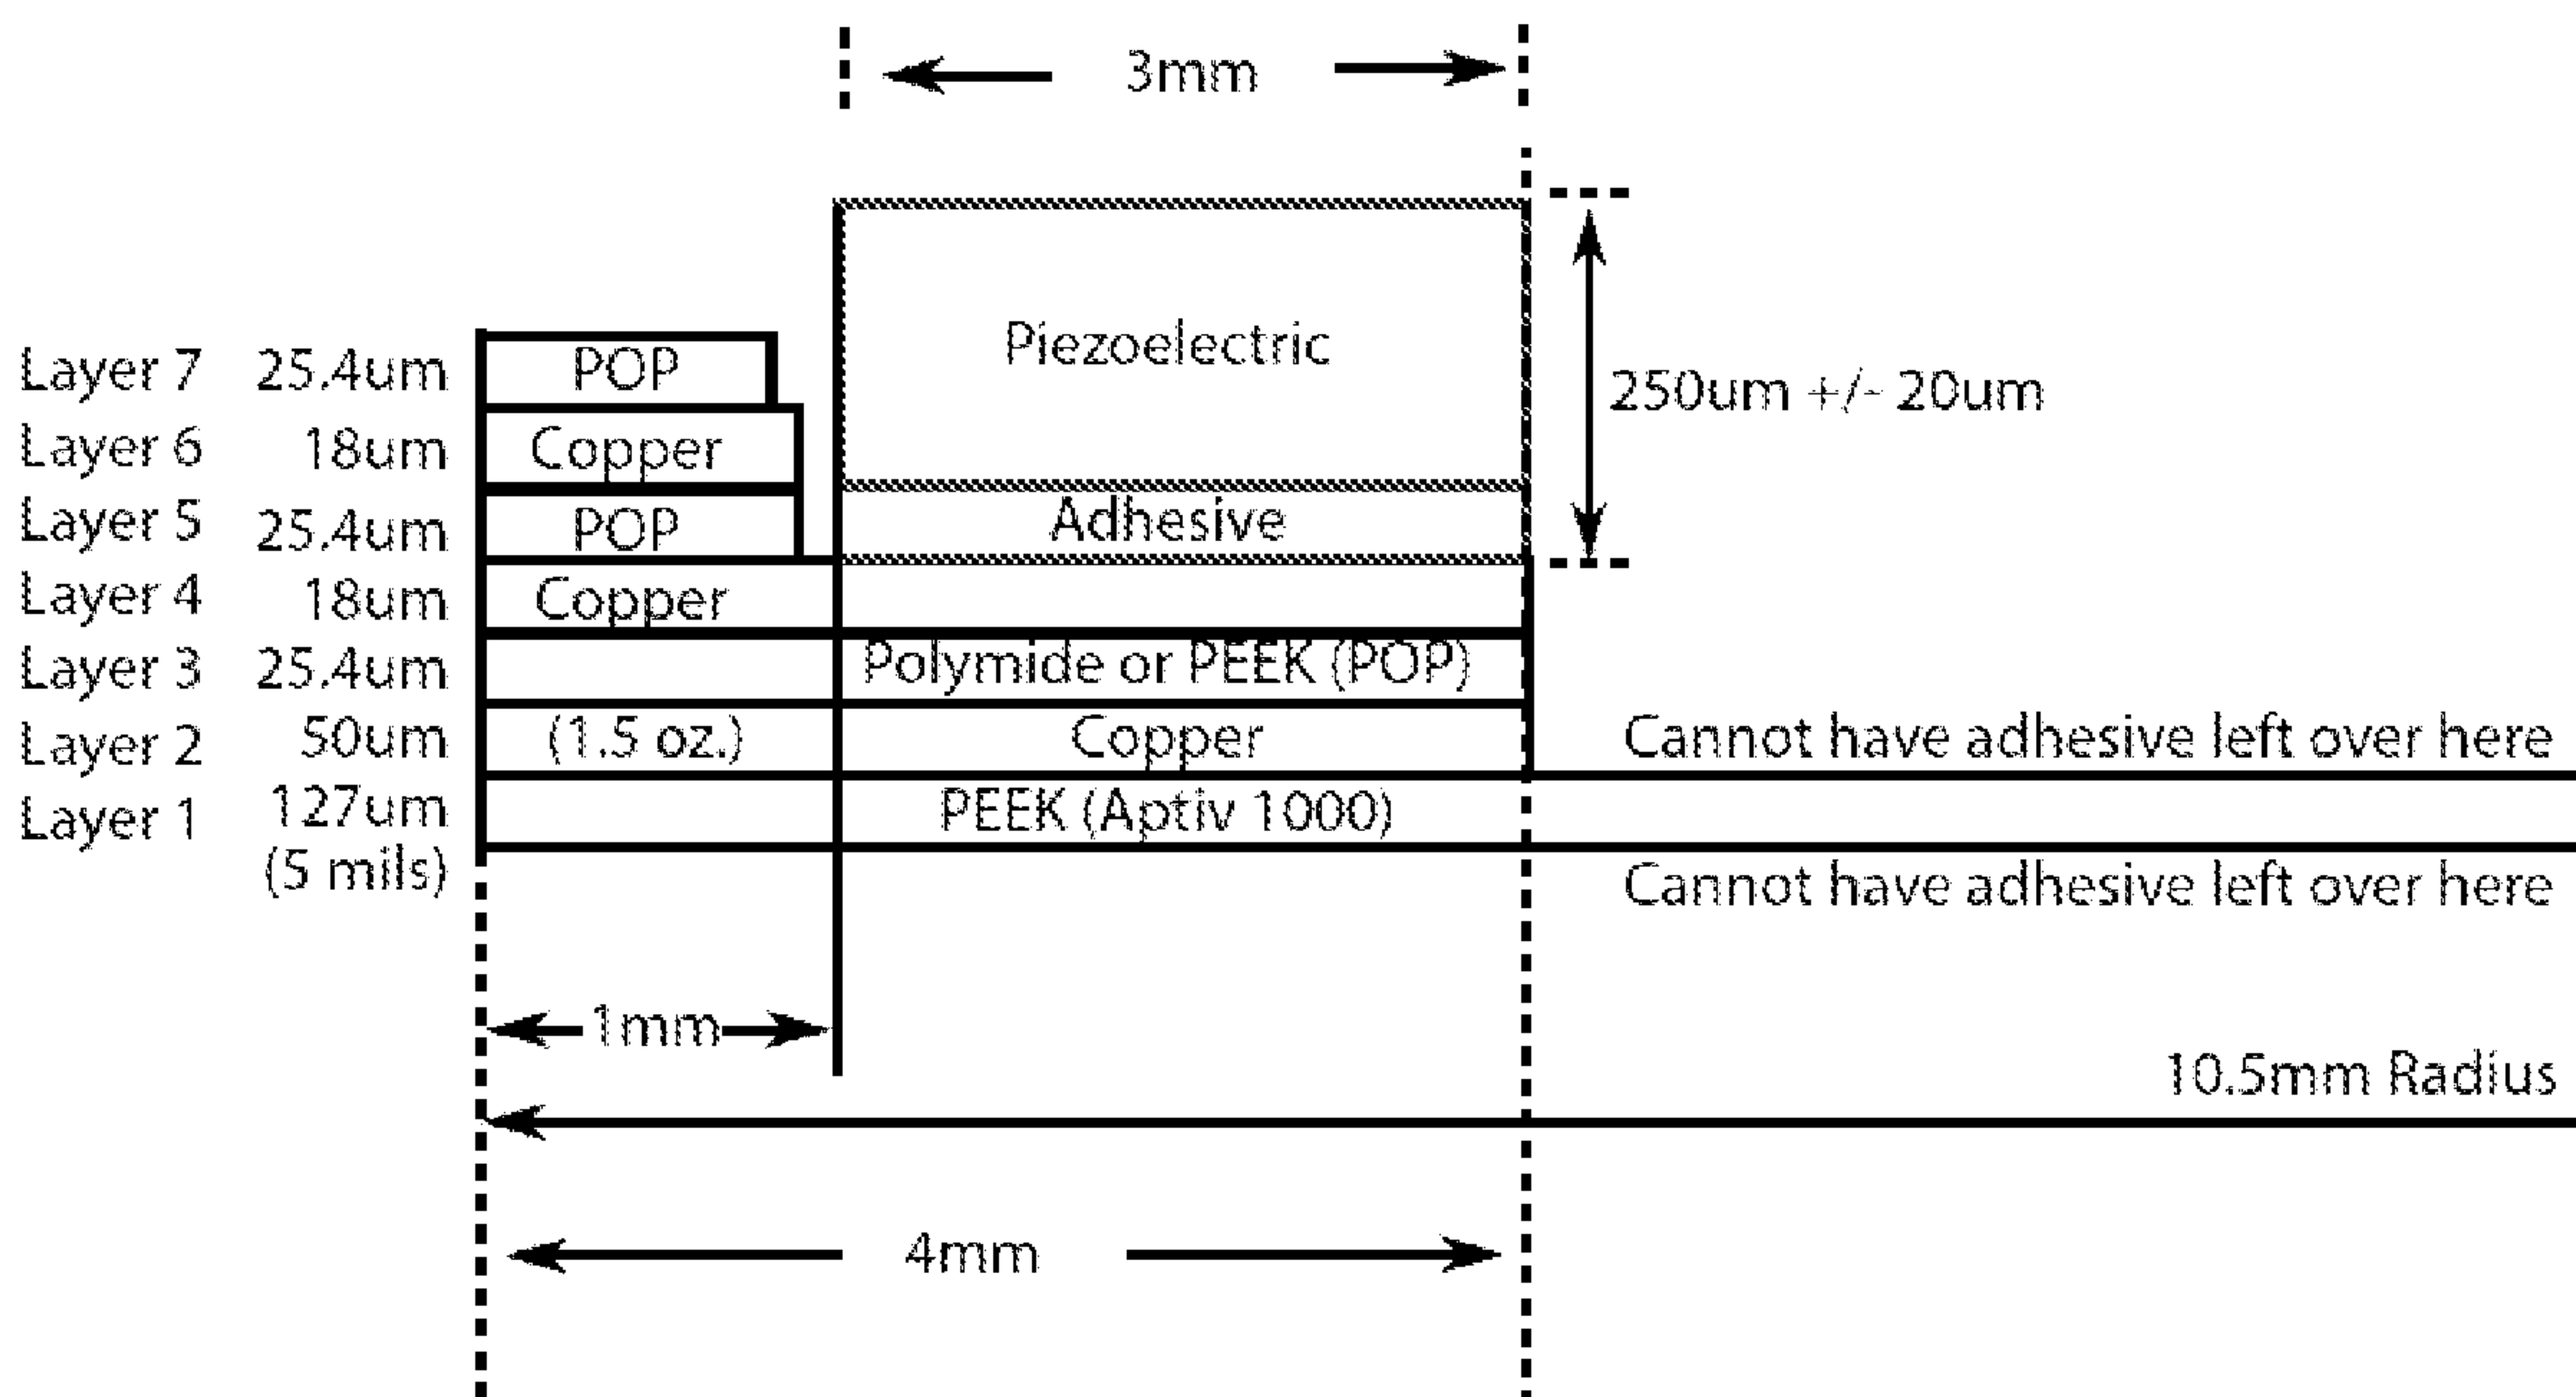 3mm
Piezoelectric
250um +/- 20um
Layer 7 25.4um POP
Layer 6 18um Copper
Layer 5 25.4um POP Adhesive
Layer 4 18um Copper
Layer 3 25.4um Polymide or PEEK (POP)
Layer 2 50um (1.5 oz.) Copper Cannot have adhesive left over here
Layer 1 127um PEEK (Aptiv 1000)
(5 mils) Cannot have adhesive left over here
1mm
10.5mm Radius
4mm